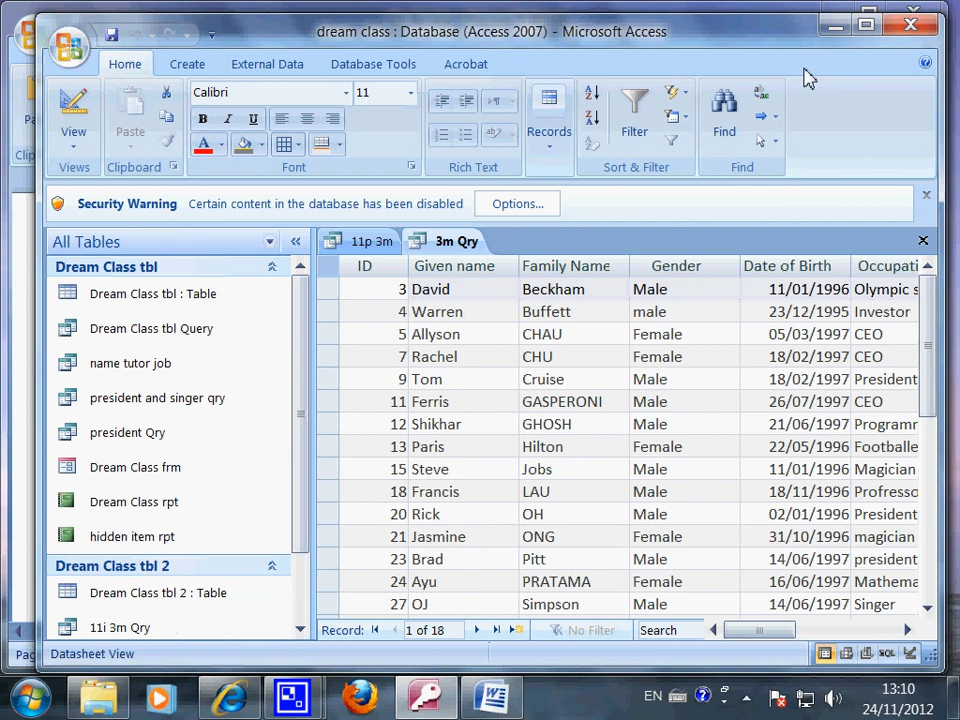 dream class : Database (Access 2007) - Microsoft Access
Home Create External Data Database Tools Acrobat
Calibri 11
View Paste B I U Records Filter Find
Views Clipboard Font Rich Text Sort & Filter Find
Security Warning Certain content in the database has been disabled Options...
All Tables
Dream Class tbl
Dream Class tbl : Table
Dream Class tbl Query
name tutor job
president and singer qry
president Qry
Dream Class frm
Dream Class rpt
hidden item rpt
Dream Class tbl 2
Dream Class tbl 2 : Table
11i 3m Qry
11p 3m 3m Qry
ID Given name Family Name Gender Date of Birth Occupati
3 David Beckham Male 11/01/1996 Olympic s
4 Warren Buffett male 23/12/1995 Investor
5 Allyson CHAU Female 05/03/1997 CEO
7 Rachel CHU Female 18/02/1997 CEO
9 Tom Cruise Male 18/02/1997 President
11 Ferris GASPERONI Male 26/07/1997 CEO
12 Shikhar GHOSH Male 21/06/1997 Programr
13 Paris Hilton Female 22/05/1996 Footballe
15 Steve Jobs Male 11/01/1996 Magician
18 Francis LAU Male 18/11/1996 Profresso
20 Rick OH Male 02/01/1996 President
21 Jasmine ONG Female 31/10/1996 magician
23 Brad Pitt Male 14/06/1997 president
24 Ayu PRATAMA Female 16/06/1997 Mathema
27 OJ Simpson Male 14/06/1997 Singer
Record: 1 of 18 No Filter Search
Datasheet View SQL
EN 13:10
24/11/2012